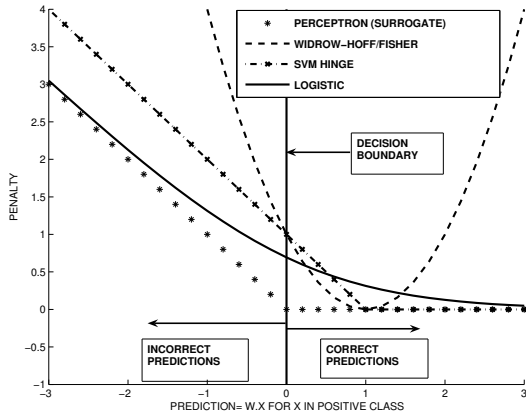 4
3.5
3
2.5
2
1.5
1
0.5
0
−0.5
−1
PENALTY
PERCEPTRON (SURROGATE)
WIDROW−HOFF/FISHER
SVM HINGE
LOGISTIC
DECISION
BOUNDARY
INCORRECT
PREDICTIONS
CORRECT
PREDICTIONS
−3 −2 −1 0 1 2 3
PREDICTION= W.X FOR X IN POSITIVE CLASS